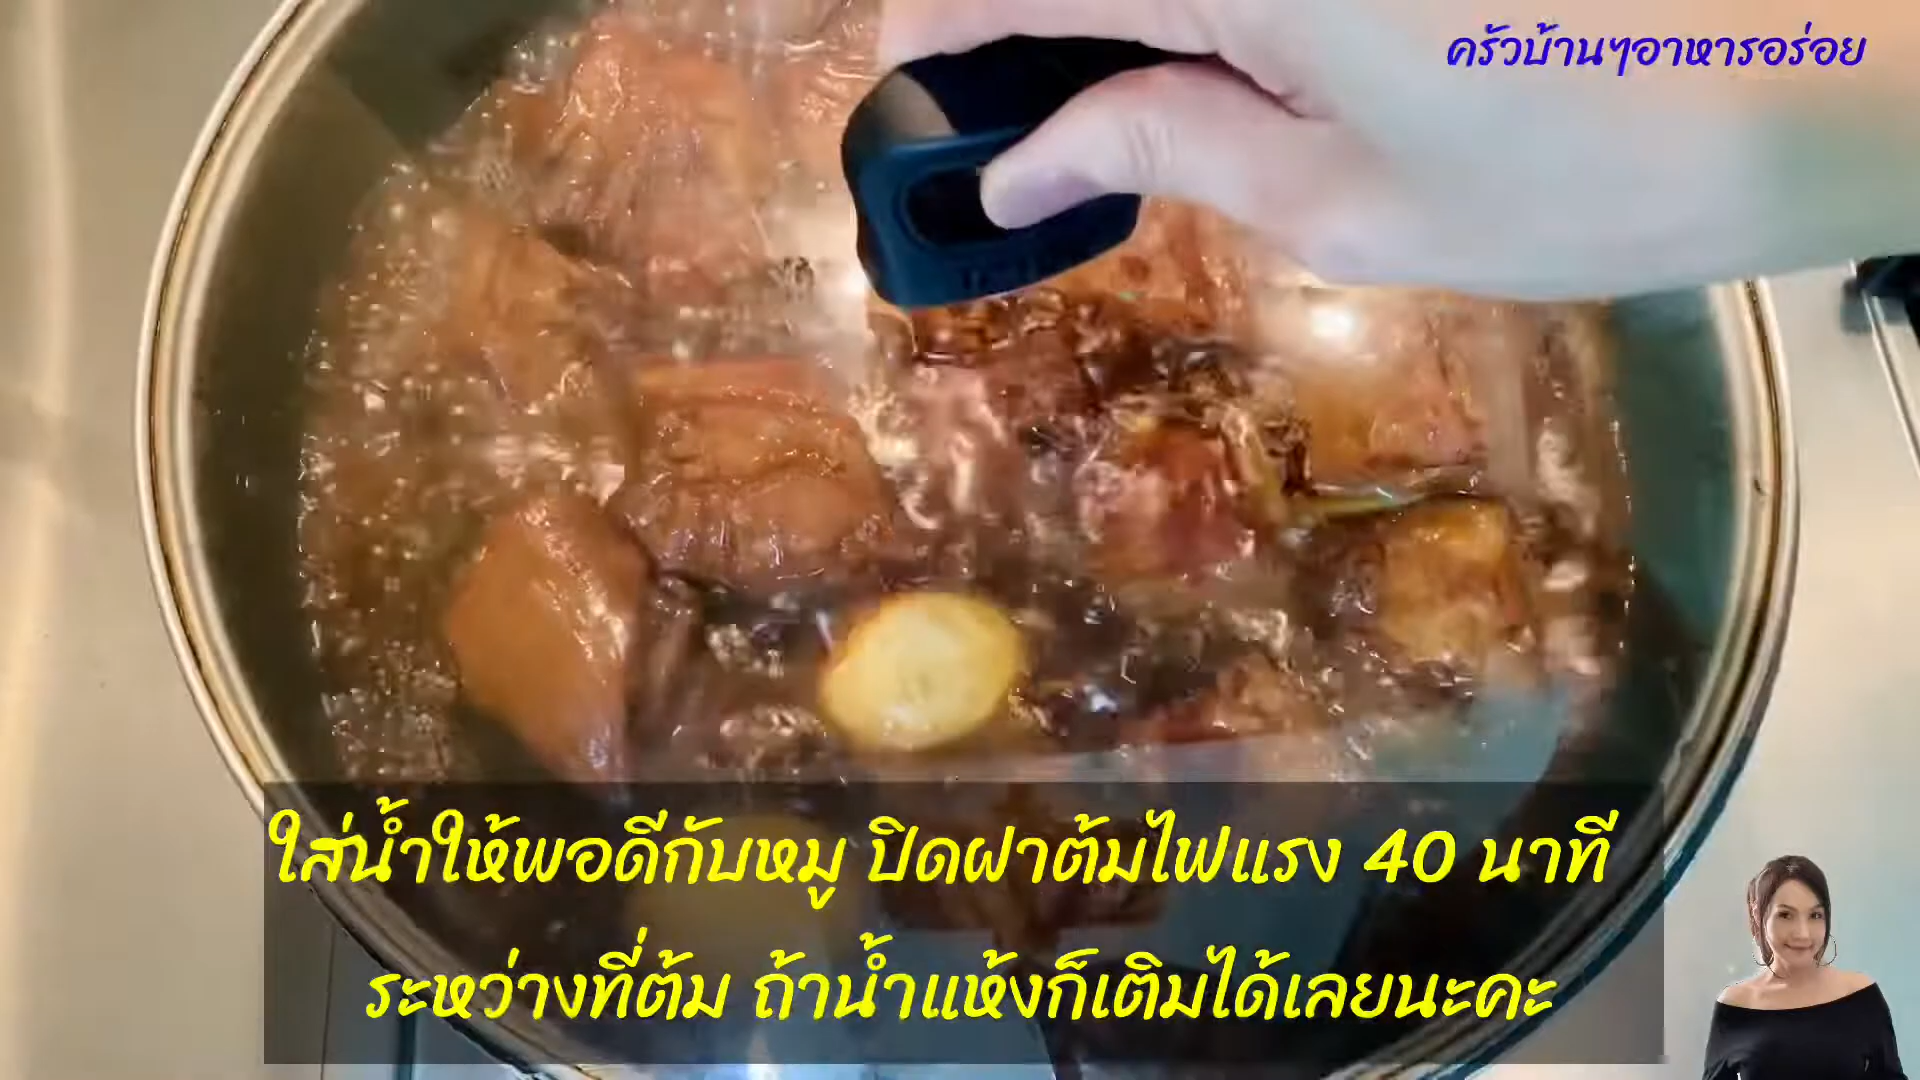 ครัวบ้านๆอาหารอร่อย
ใส่น้ำให้พอดีกับหมู ปิดฝาต้มไฟแรง 40 นาที
ระหว่างที่ต้ม ถ้าน้ำแห้งก็เติมได้เลยนะคะ